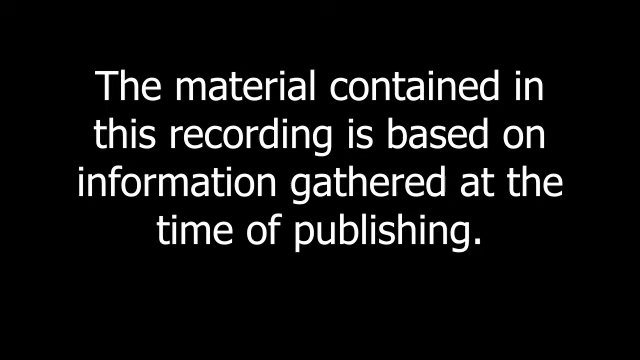 The material contained in
this recording is based on
information gathered at the
time of publishing.